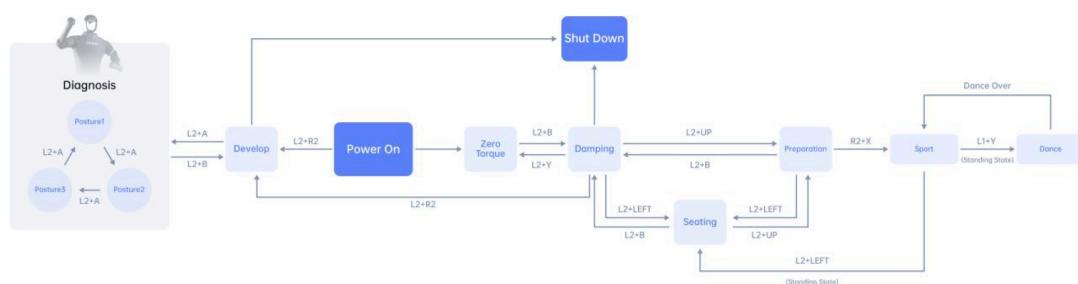 Diagnosis
Posture1
L2+A
L2+A
Posture3
Posture2
L2+A
L2+A
L2+B
Develop
L2+R2
Power On
Zero
Torque
L2+B
L2+Y
Shut Down
Damping
L2+R2
L2+UP
L2+B
L2+LEFT
L2+B
Seating
L2+LEFT
L2+UP
Preparation
R2+X
Sport
Dance Over
L1+Y
(Standing State)
Dance
L2+LEFT
(Standing State)